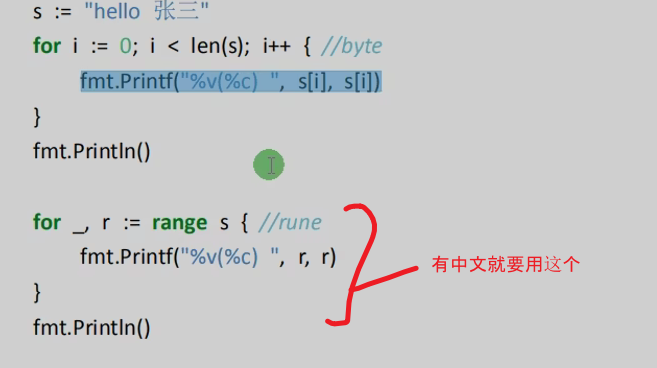 s := "hello 张三"
for i := 0; i < len(s); i++ { //byte
fmt.Printf("%v(%c) ", s[i], s[i])
}
fmt.Println()
for _, r := range s { //rune
fmt.Printf("%v(%c) ", r, r)
}
fmt.Println()
有中文就要用这个